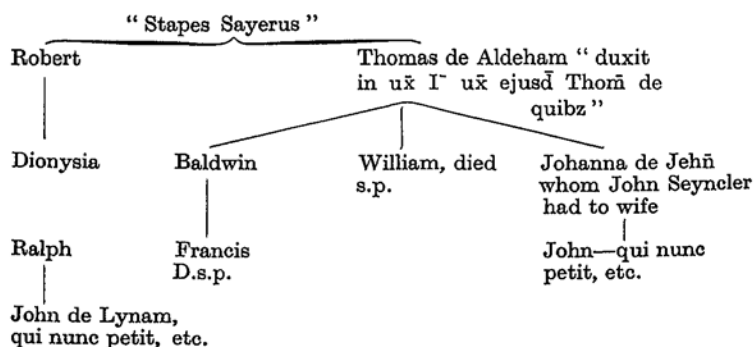 “ Stapes Sayerus ”
Robert
Thomas de Aldeham “ duxit
in ux̄ I⁻ ux̄ ejusd̄ Thom̄ de
quibz ”
Dionysia
Baldwin
William, died
s.p.
Johanna de Jehn̄
whom John Seyncler
had to wife
Ralph
Francis
D.s.p.
John—qui nunc
petit, etc.
John de Lynam,
qui nunc petit, etc.